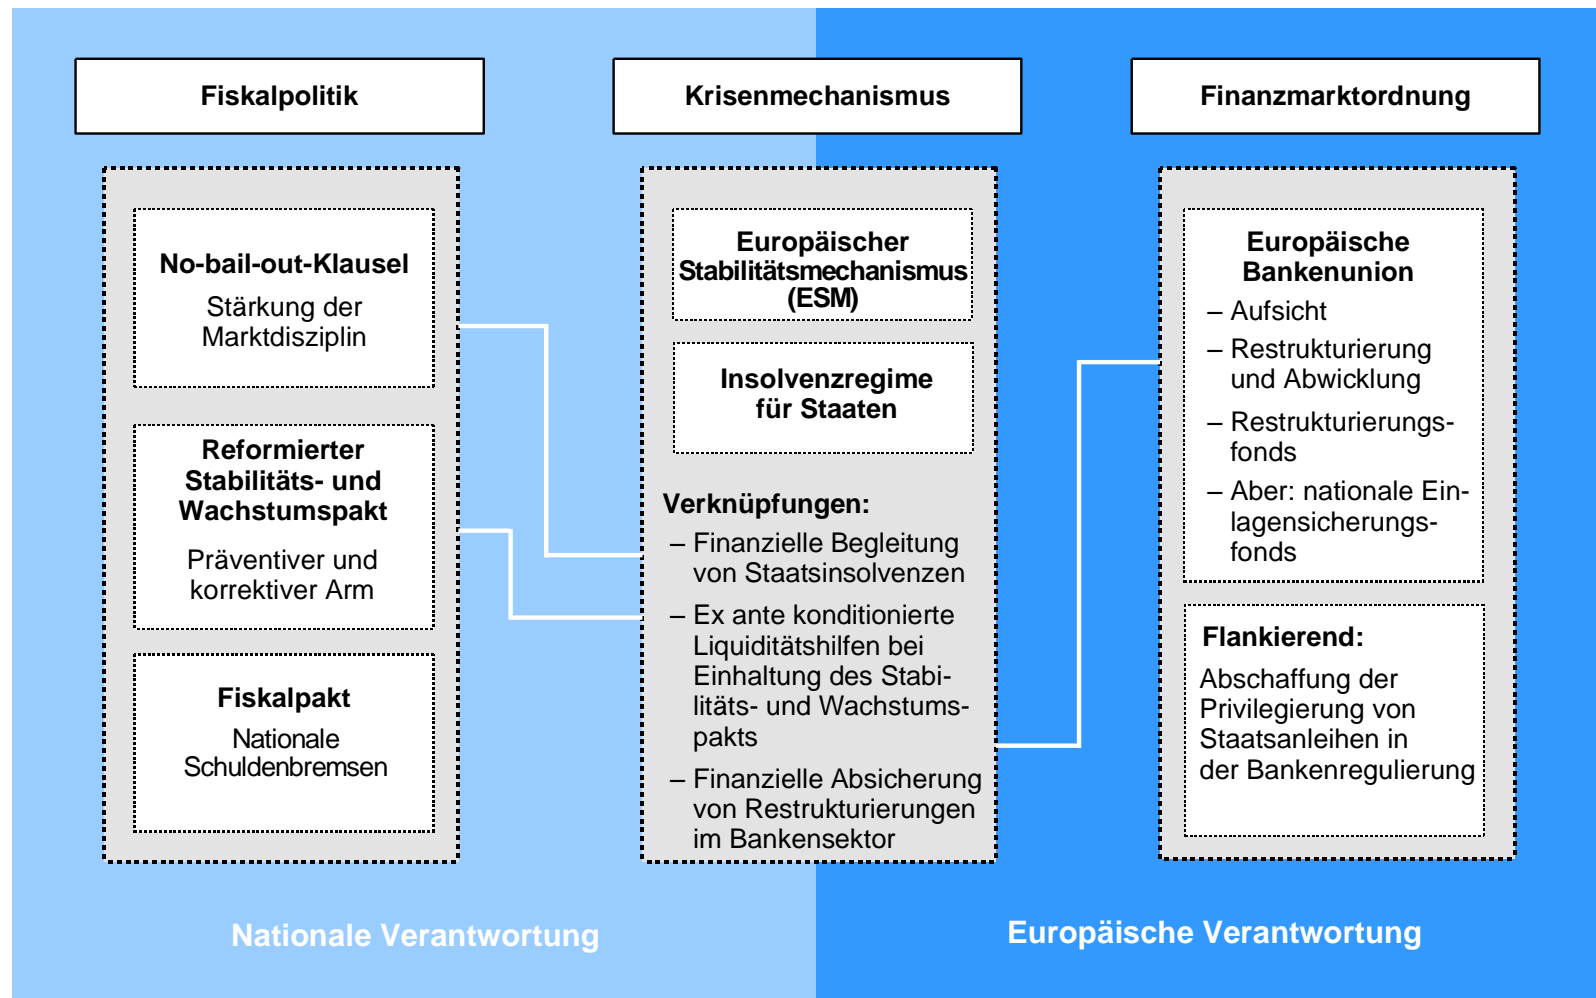 Fiskalpolitik
Krisenmechanismus
Finanzmarktordnung
No-bail-out-Klausel
Stärkung der
Marktdisziplin
Reformierter
Stabilitäts- und
Wachstumspakt
Präventiver und
korrektiver Arm
Fiskalpakt
Nationale
Schuldenbremsen
Europäischer
Stabilitätsmechanismus
(ESM)
Insolvenzregime
für Staaten
Verknüpfungen:
– Finanzielle Begleitung
von Staatsinsolvenzen
– Ex ante konditionierte
Liquiditätshilfen bei
Einhaltung des Stabi-
litäts- und Wachstums-
pakts
– Finanzielle Absicherung
von Restrukturierungen
im Bankensektor
Europäische
Bankenunion
– Aufsicht
– Restrukturierung
und Abwicklung
– Restrukturierungs-
fonds
– Aber: nationale Ein-
lagensicherungs-
fonds
Flankierend:
Abschaffung der
Privilegierung von
Staatsanleihen in
der Bankenregulierung
Nationale Verantwortung
Europäische Verantwortung